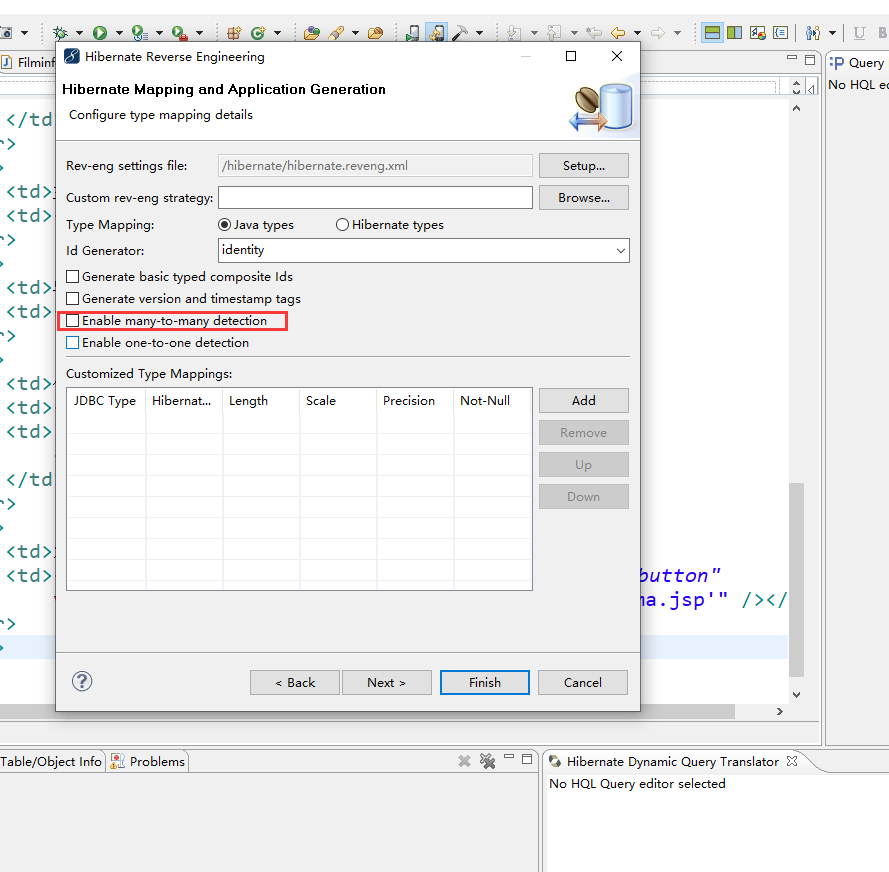 Filminf
Query
No HQL ed
Hibernate Reverse Engineering
Hibernate Mapping and Application Generation
Configure type mapping details
Rev-eng settings file: /hibernate/hibernate.reveng.xml Setup...
Custom rev-eng strategy: Browse...
Type Mapping: Java types Hibernate types
Id Generator: identity
Generate basic typed composite Ids
Generate version and timestamp tags
Enable many-to-many detection
Enable one-to-one detection
Customized Type Mappings:
JDBC Type Hibernat... Length Scale Precision Not-Null
Add
Remove
Up
Down
</td
r>
>
<td>
<td>
r>
>
<td>
<td>
r>
>
<td>
<td>
<td>
</td
r>
>
<td>
<td> button"
ma.jsp'" /></
r>
>
< Back Next > Finish Cancel
Table/Object Info Problems
Hibernate Dynamic Query Translator
No HQL Query editor selected